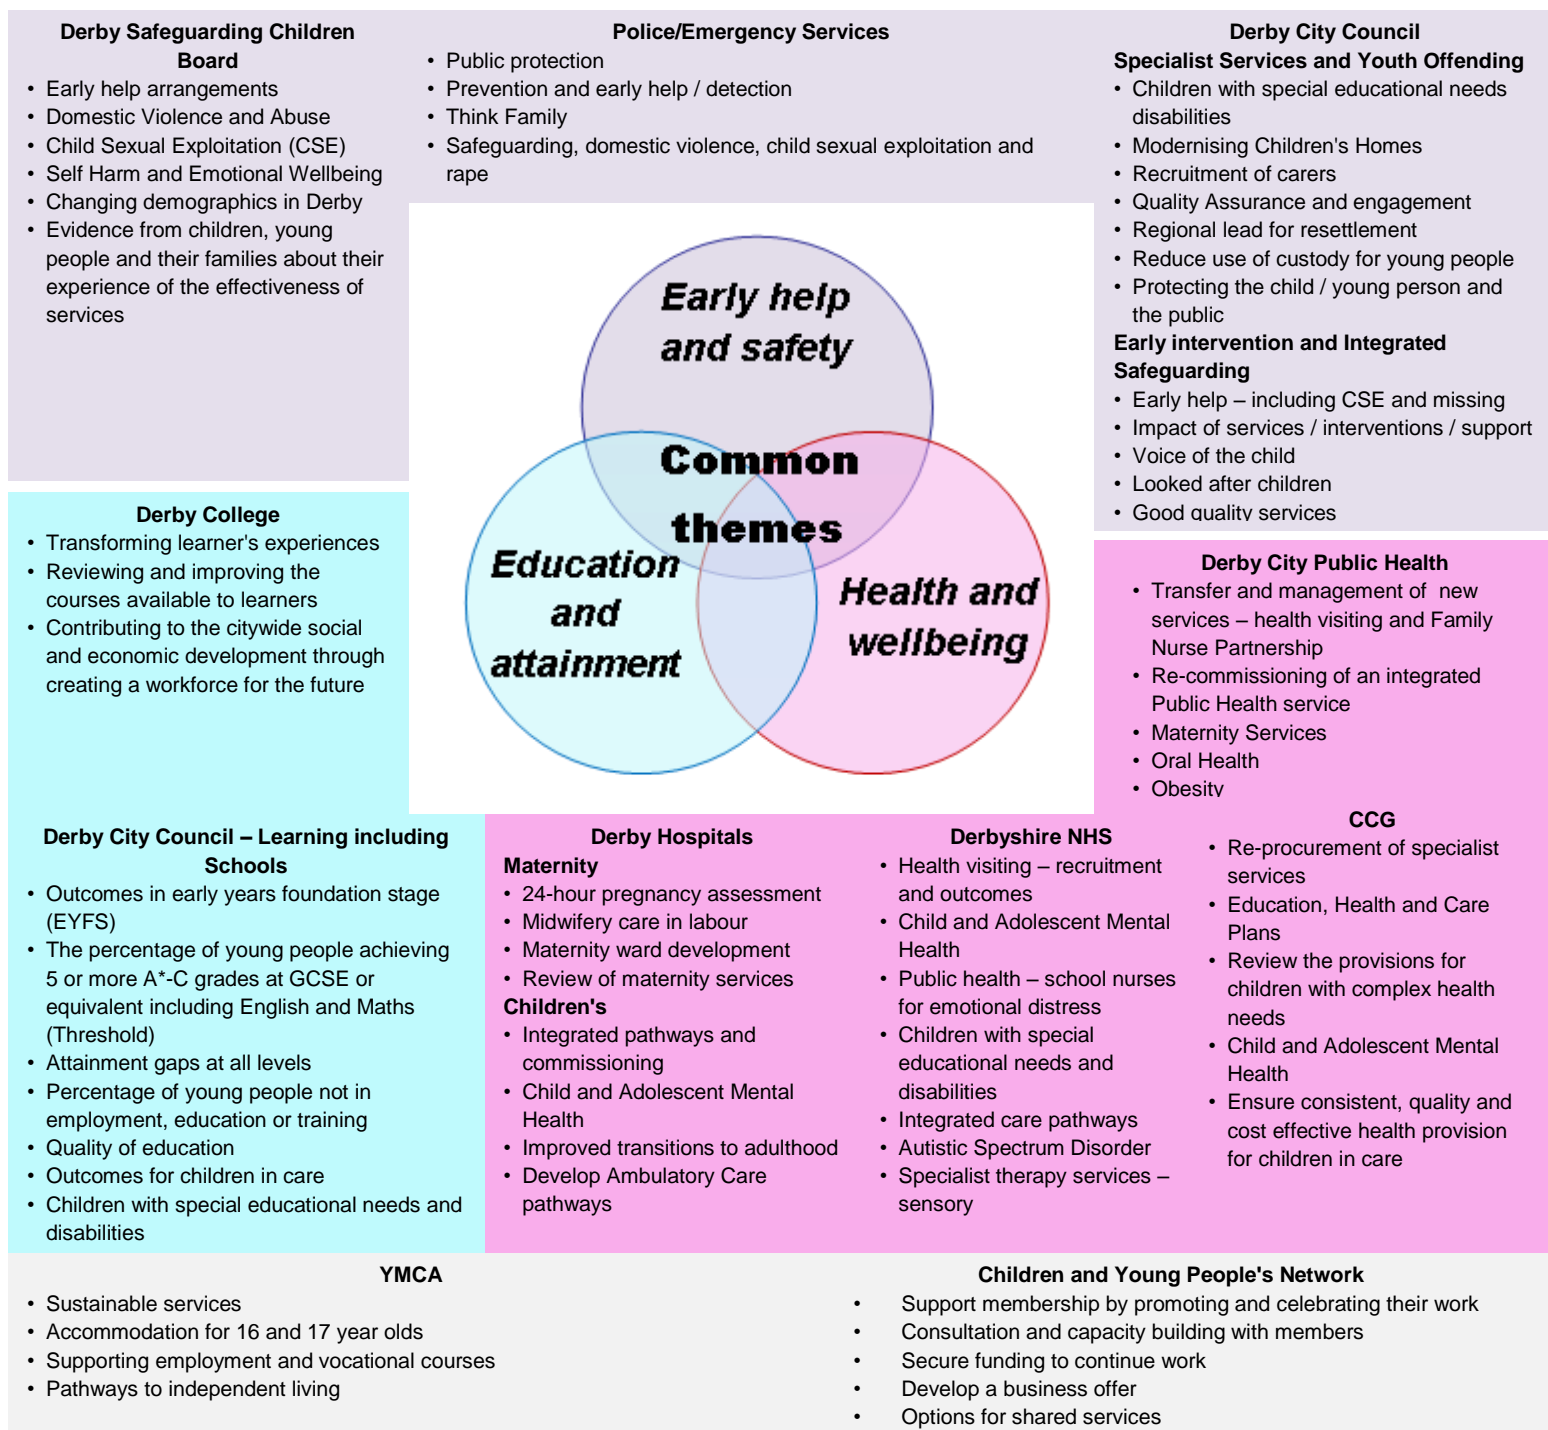 Derby Safeguarding Children
Board
• Early help arrangements
• Domestic Violence and Abuse
• Child Sexual Exploitation (CSE)
• Self Harm and Emotional Wellbeing
• Changing demographics in Derby
• Evidence from children, young
people and their families about their
experience of the effectiveness of
services
Police/Emergency Services
• Public protection
• Prevention and early help / detection
• Think Family
• Safeguarding, domestic violence, child sexual exploitation and
rape
Derby City Council
Specialist Services and Youth Offending
• Children with special educational needs
disabilities
• Modernising Children's Homes
• Recruitment of carers
• Quality Assurance and engagement
• Regional lead for resettlement
• Reduce use of custody for young people
• Protecting the child / young person and
the public
Early intervention and Integrated
Safeguarding
• Early help – including CSE and missing
• Impact of services / interventions / support
• Voice of the child
• Looked after children
• Good quality services
Early help
and safety
Common
themes
Education
and
attainment
Health and
wellbeing
Derby College
• Transforming learner's experiences
• Reviewing and improving the
courses available to learners
• Contributing to the citywide social
and economic development through
creating a workforce for the future
Derby City Public Health
• Transfer and management of new
services – health visiting and Family
Nurse Partnership
• Re-commissioning of an integrated
Public Health service
• Maternity Services
• Oral Health
• Obesity
Derby City Council – Learning including
Schools
• Outcomes in early years foundation stage
(EYFS)
• The percentage of young people achieving
5 or more A*-C grades at GCSE or
equivalent including English and Maths
(Threshold)
• Attainment gaps at all levels
• Percentage of young people not in
employment, education or training
• Quality of education
• Outcomes for children in care
• Children with special educational needs and
disabilities
Derby Hospitals
Maternity
• 24-hour pregnancy assessment
• Midwifery care in labour
• Maternity ward development
• Review of maternity services
Children's
• Integrated pathways and
commissioning
• Child and Adolescent Mental
Health
• Improved transitions to adulthood
• Develop Ambulatory Care
pathways
Derbyshire NHS
• Health visiting – recruitment
and outcomes
• Child and Adolescent Mental
Health
• Public health – school nurses
for emotional distress
• Children with special
educational needs and
disabilities
• Integrated care pathways
• Autistic Spectrum Disorder
• Specialist therapy services –
sensory
CCG
• Re-procurement of specialist
services
• Education, Health and Care
Plans
• Review the provisions for
children with complex health
needs
• Child and Adolescent Mental
Health
• Ensure consistent, quality and
cost effective health provision
for children in care
YMCA
• Sustainable services
• Accommodation for 16 and 17 year olds
• Supporting employment and vocational courses
• Pathways to independent living
Children and Young People's Network
• Support membership by promoting and celebrating their work
• Consultation and capacity building with members
• Secure funding to continue work
• Develop a business offer
• Options for shared services